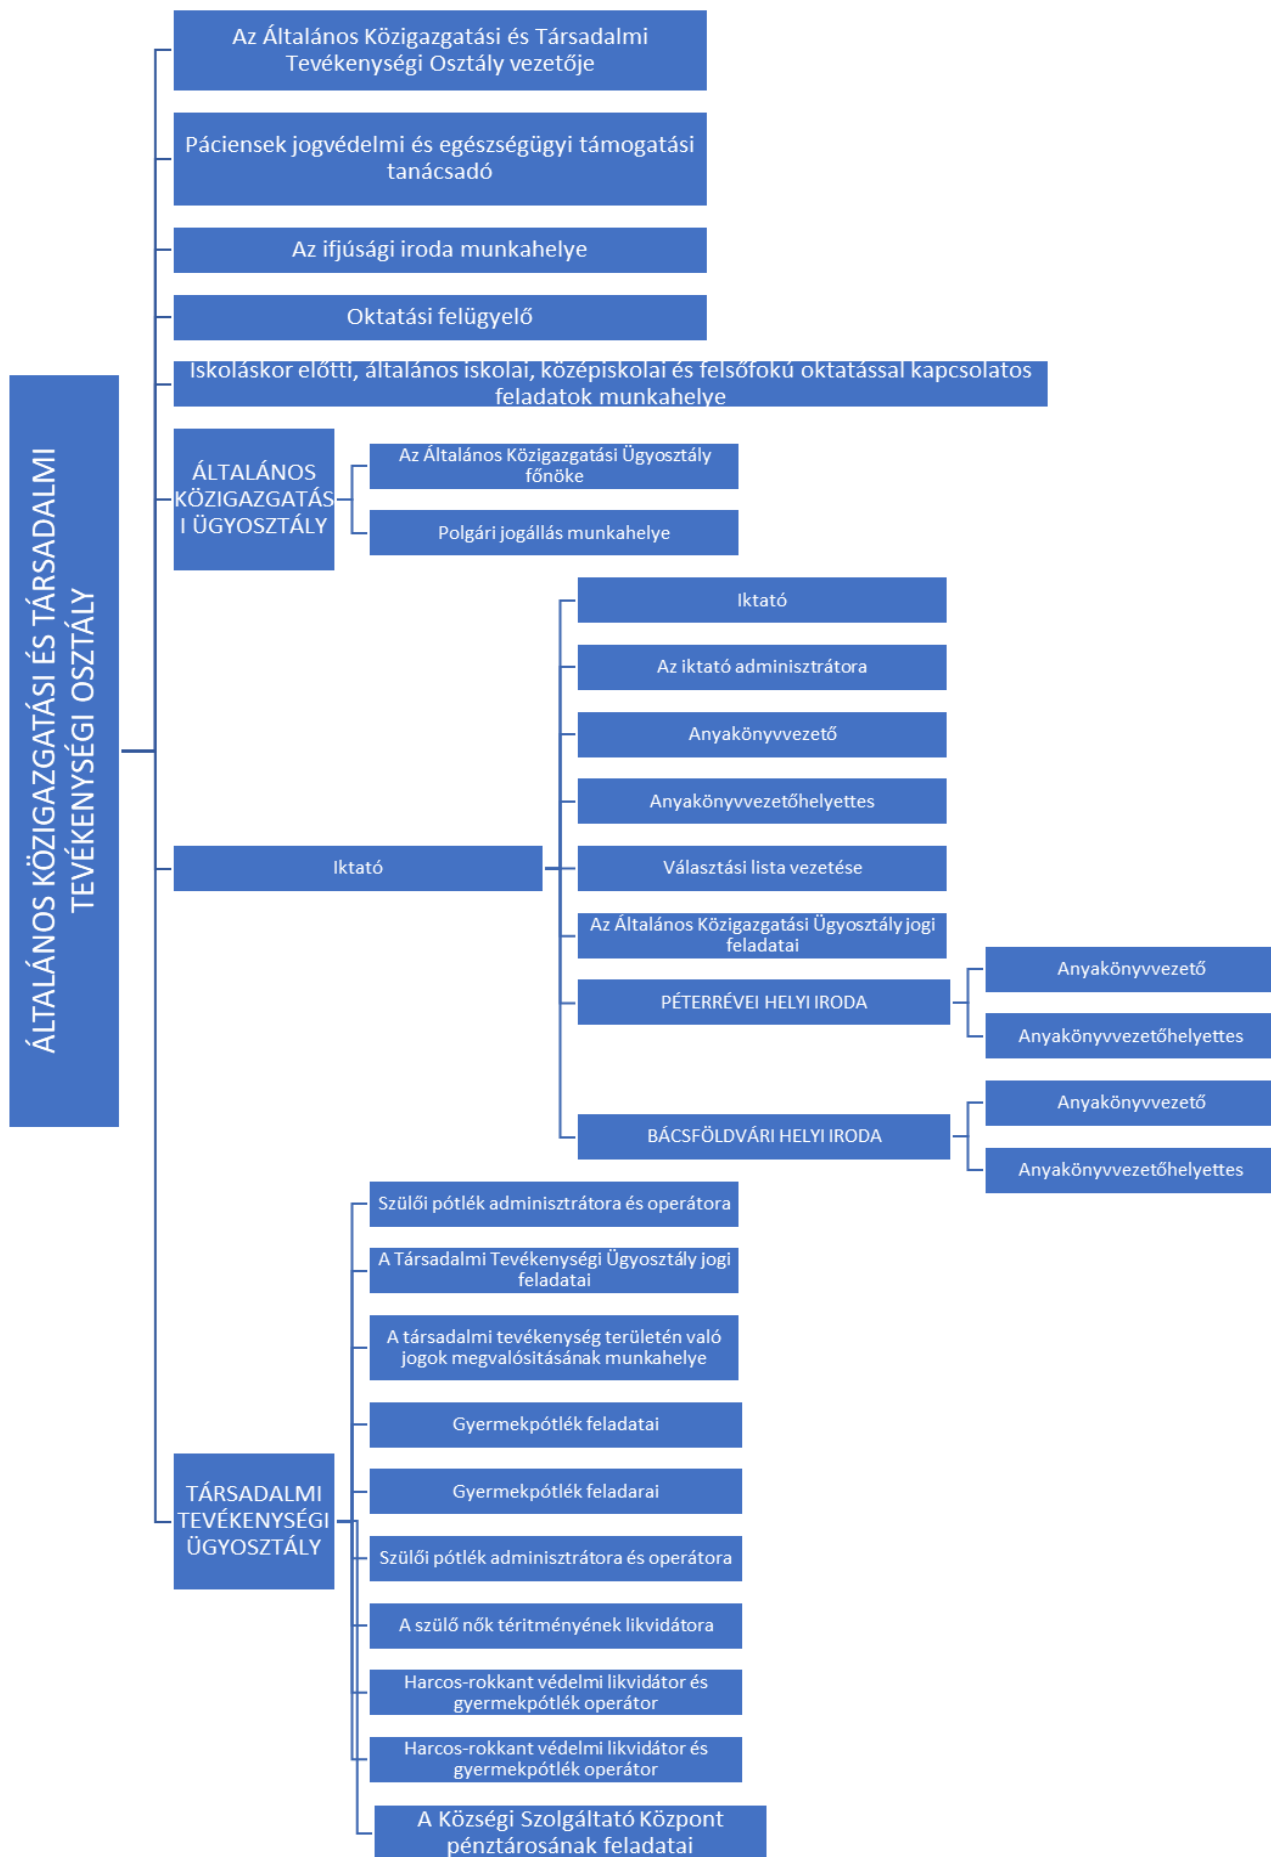 ÁLTALÁNOS KÖZIGAZGATÁSI ÉS TÁRSADALMI
TEVÉKENYSÉGI OSZTÁLY
Az Általános Közigazgatási és Társadalmi
Tevékenységi Osztály vezetője
Páciensek jogvédelmi és egészségügyi támogatási
tanácsadó
Az ifjúsági iroda munkahelye
Oktatási felügyelő
Iskoláskor előtti, általános iskolai, középiskolai és felsőfokú oktatással kapcsolatos
feladatok munkahelye
ÁLTALÁNOS
KÖZIGAZGATÁS
I ÜGYOSZTÁLY
Az Általános Közigazgatási Ügyosztály
főnöke
Polgári jogállás munkahelye
Iktató
Iktató
Az iktató adminisztrátora
Anyakönyvvezető
Anyakönyvvezetőhelyettes
Választási lista vezetése
Az Általános Közigazgatási Ügyosztály jogi
feladatai
PÉTERRÉVEI HELYI IRODA
Anyakönyvvezető
Anyakönyvvezetőhelyettes
BÁCSFÖLDVÁRI HELYI IRODA
Anyakönyvvezető
Anyakönyvvezetőhelyettes
TÁRSADALMI
TEVÉKENYSÉGI
ÜGYOSZTÁLY
Szülői pótlék adminisztrátora és operátora
A Társadalmi Tevékenységi Ügyosztály jogi
feladatai
A társadalmi tevékenység területén való
jogok megvalósitásának munkahelye
Gyermekpótlék feladatai
Gyermekpótlék feladarai
Szülői pótlék adminisztrátora és operátora
A szülő nők téritményének likvidátora
Harcos-rokkant védelmi likvidátor és
gyermekpótlék operátor
Harcos-rokkant védelmi likvidátor és
gyermekpótlék operátor
A Községi Szolgáltató Központ
pénztárosának feladatai